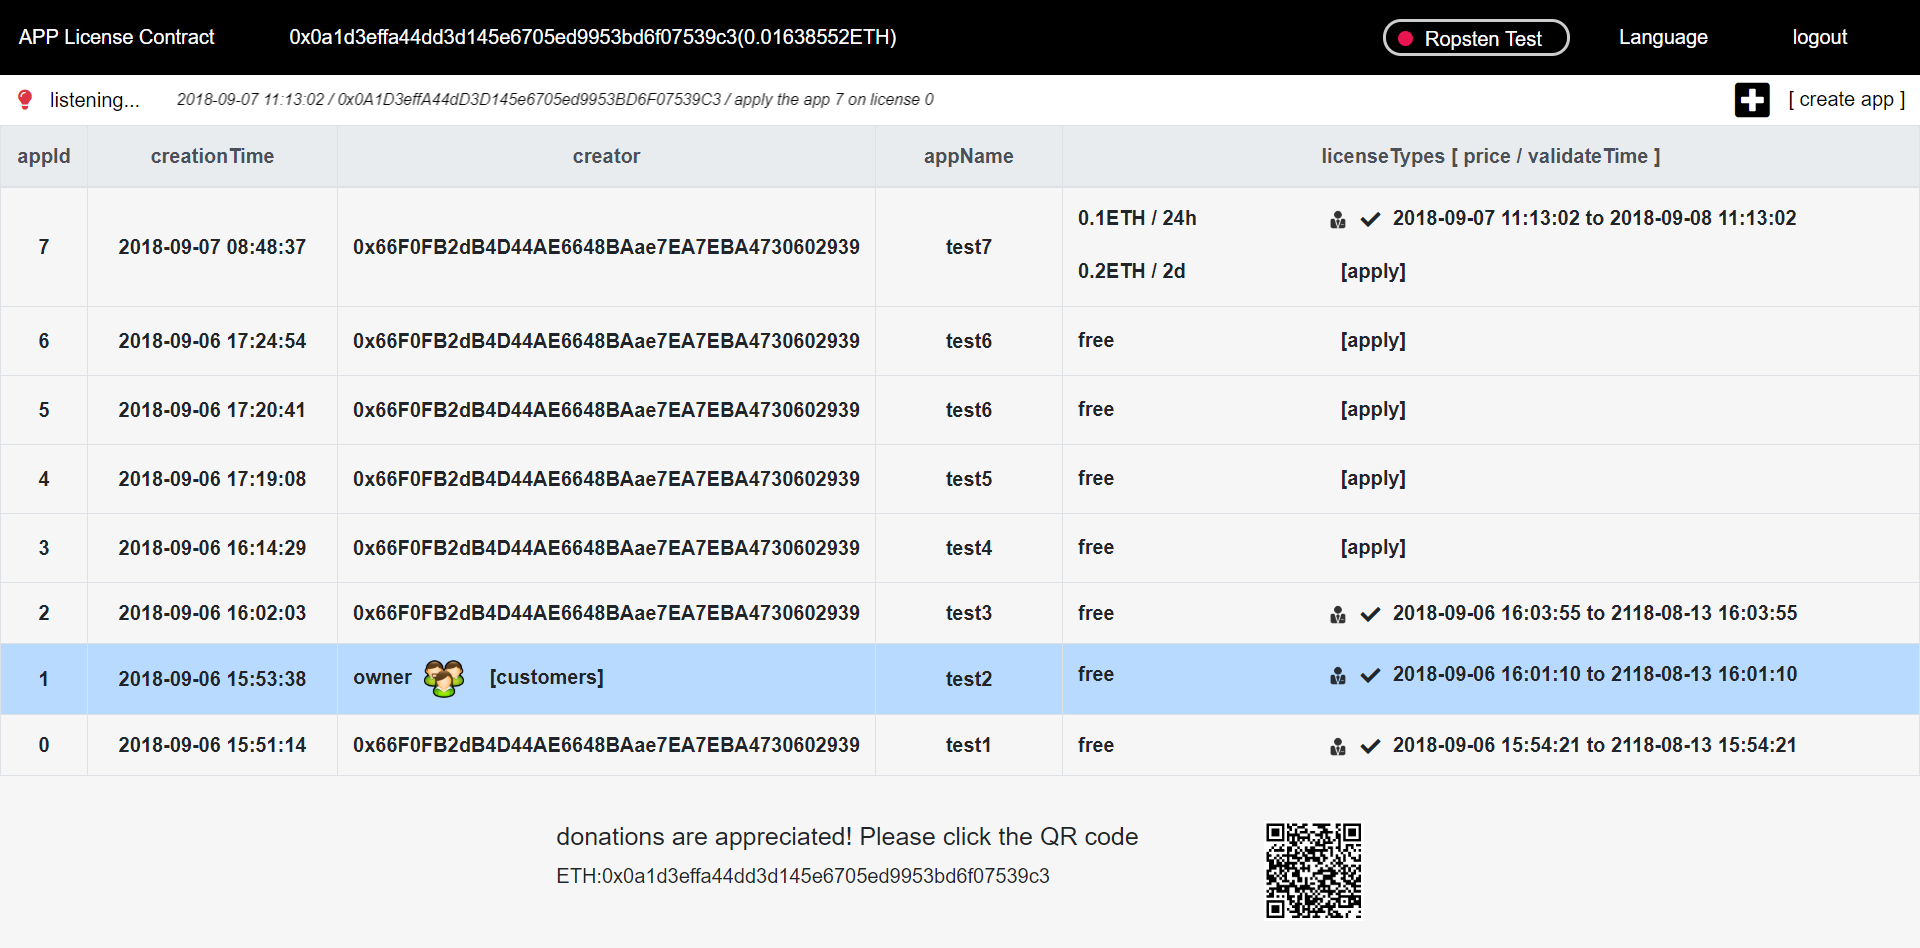 APP License Contract 0x0a1d3effa44dd3d145e6705ed9953bd6f07539c3(0.01638552ETH) Ropsten Test Language logout
listening... 2018-09-07 11:13:02 / 0x0A1D3effA44dD3D145e6705ed9953BD6F07539C3 / apply the app 7 on license 0 [ create app ]
appId creationTime creator appName licenseTypes [ price / validateTime ]
7 2018-09-07 08:48:37 0x66F0FB2dB4D44AE6648BAae7EA7EBA4730602939 test7 0.1ETH / 24h 2018-09-07 11:13:02 to 2018-09-08 11:13:02
0.2ETH / 2d [apply]
6 2018-09-06 17:24:54 0x66F0FB2dB4D44AE6648BAae7EA7EBA4730602939 test6 free [apply]
5 2018-09-06 17:20:41 0x66F0FB2dB4D44AE6648BAae7EA7EBA4730602939 test6 free [apply]
4 2018-09-06 17:19:08 0x66F0FB2dB4D44AE6648BAae7EA7EBA4730602939 test5 free [apply]
3 2018-09-06 16:14:29 0x66F0FB2dB4D44AE6648BAae7EA7EBA4730602939 test4 free [apply]
2 2018-09-06 16:02:03 0x66F0FB2dB4D44AE6648BAae7EA7EBA4730602939 test3 free 2018-09-06 16:03:55 to 2118-08-13 16:03:55
1 2018-09-06 15:53:38 owner [customers] test2 free 2018-09-06 16:01:10 to 2118-08-13 16:01:10
0 2018-09-06 15:51:14 0x66F0FB2dB4D44AE6648BAae7EA7EBA4730602939 test1 free 2018-09-06 15:54:21 to 2118-08-13 15:54:21
donations are appreciated! Please click the QR code
ETH:0x0a1d3effa44dd3d145e6705ed9953bd6f07539c3